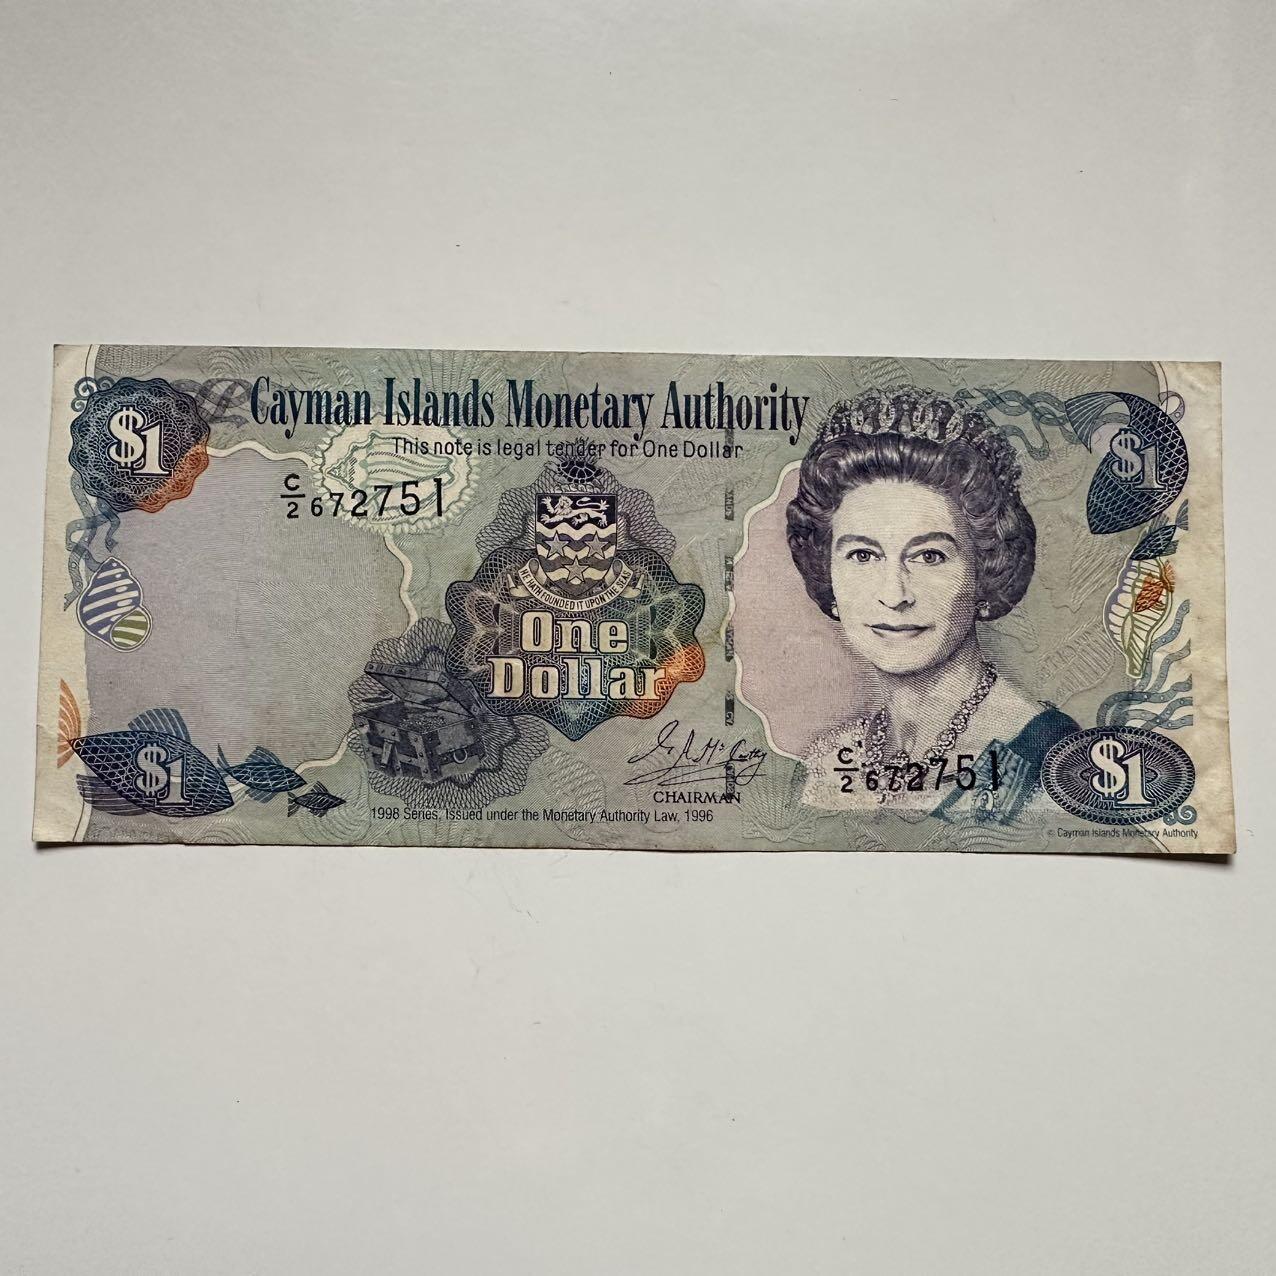 Cayman Islands Monetary Authority
This note is legal tender for One Dollar
$1
$1
C/2 672751
HE HATH FOUNDED IT UPON THE SEAS
One
Dollar
CHAIRMAN
C/2 672751
$1
$1
1998 Series, Issued under the Monetary Authority Law, 1996
© Cayman Islands Monetary Authority